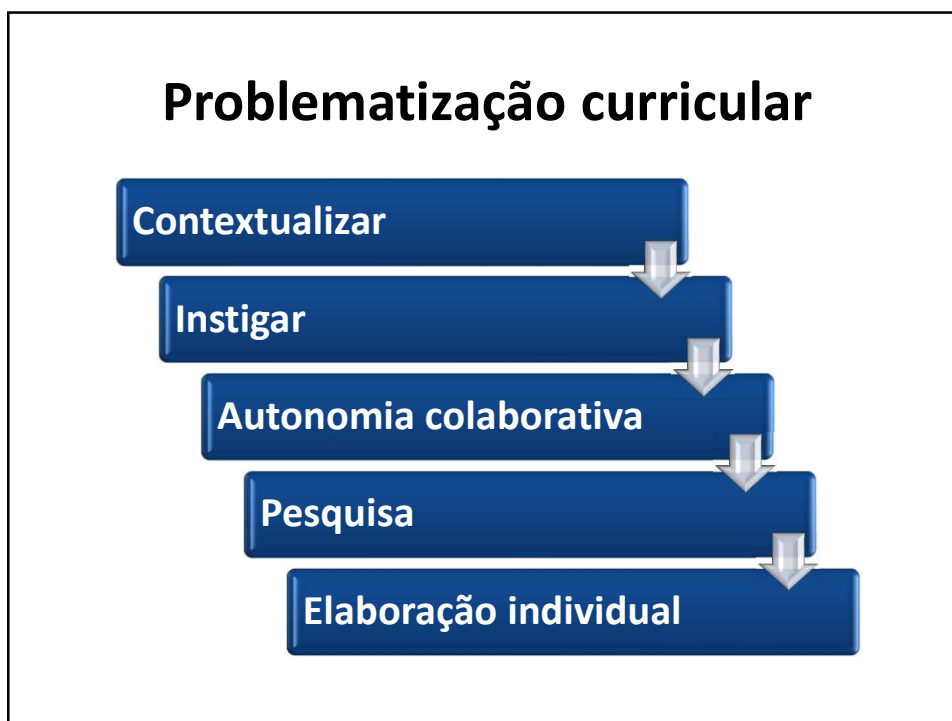 Problematização curricular
Contextualizar
Instigar
Autonomia colaborativa
Pesquisa
Elaboração individual